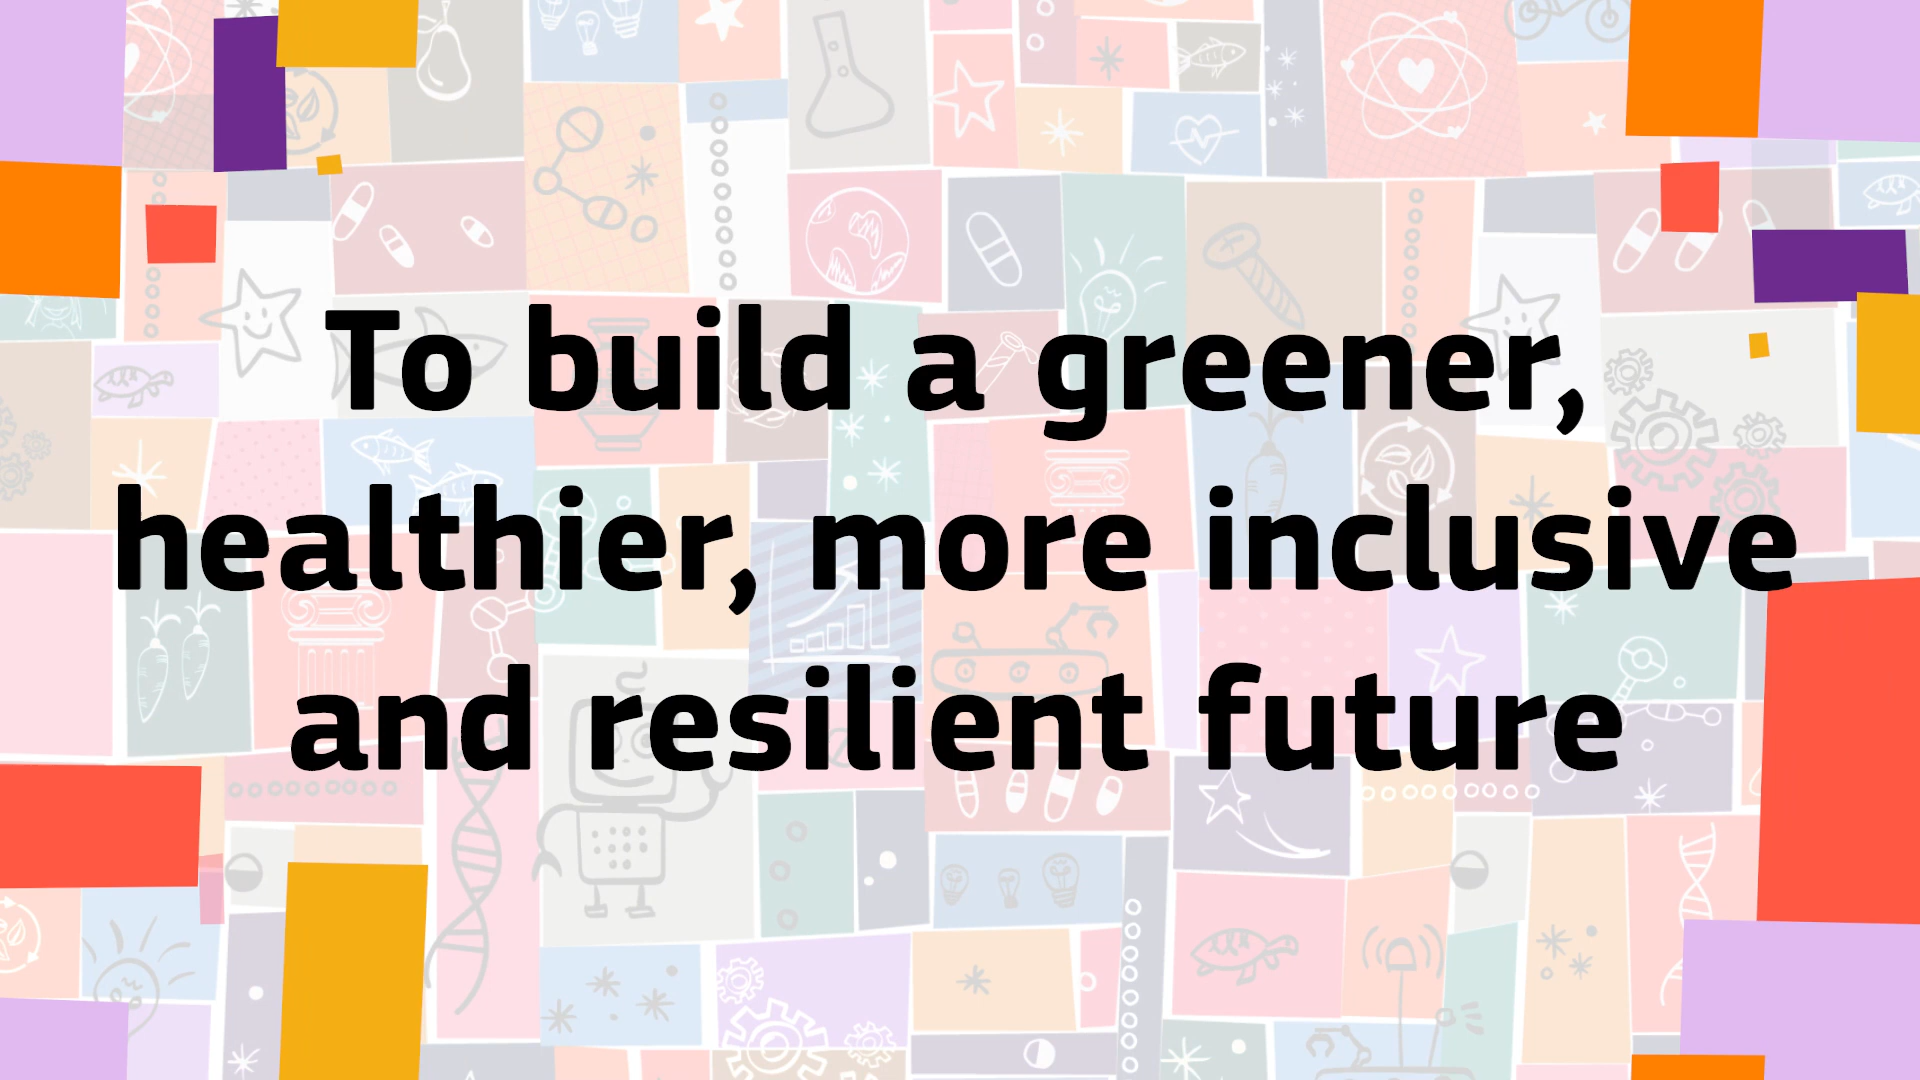 To build a greener,
healthier, more inclusive
and resilient future